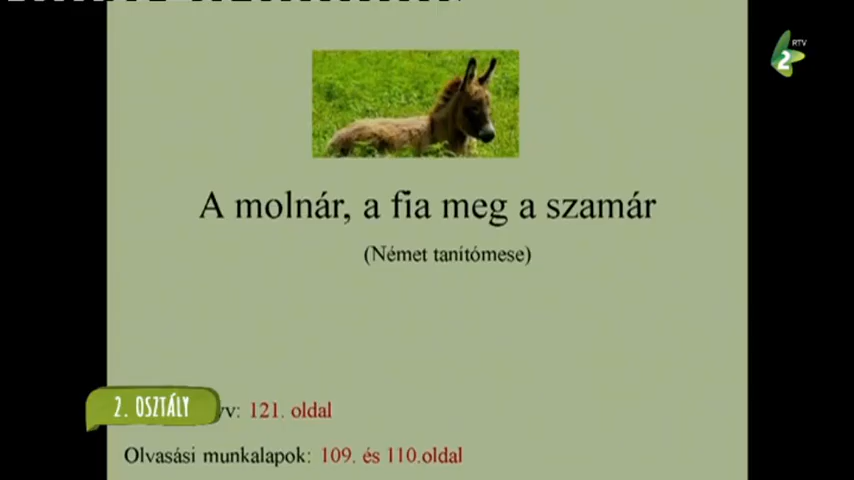 RTV
2
A molnár, a fia meg a szamár
(Német tanítómese)
2. OSZTÁLY
121. oldal
Olvasási munkalapok: 109. és 110.oldal